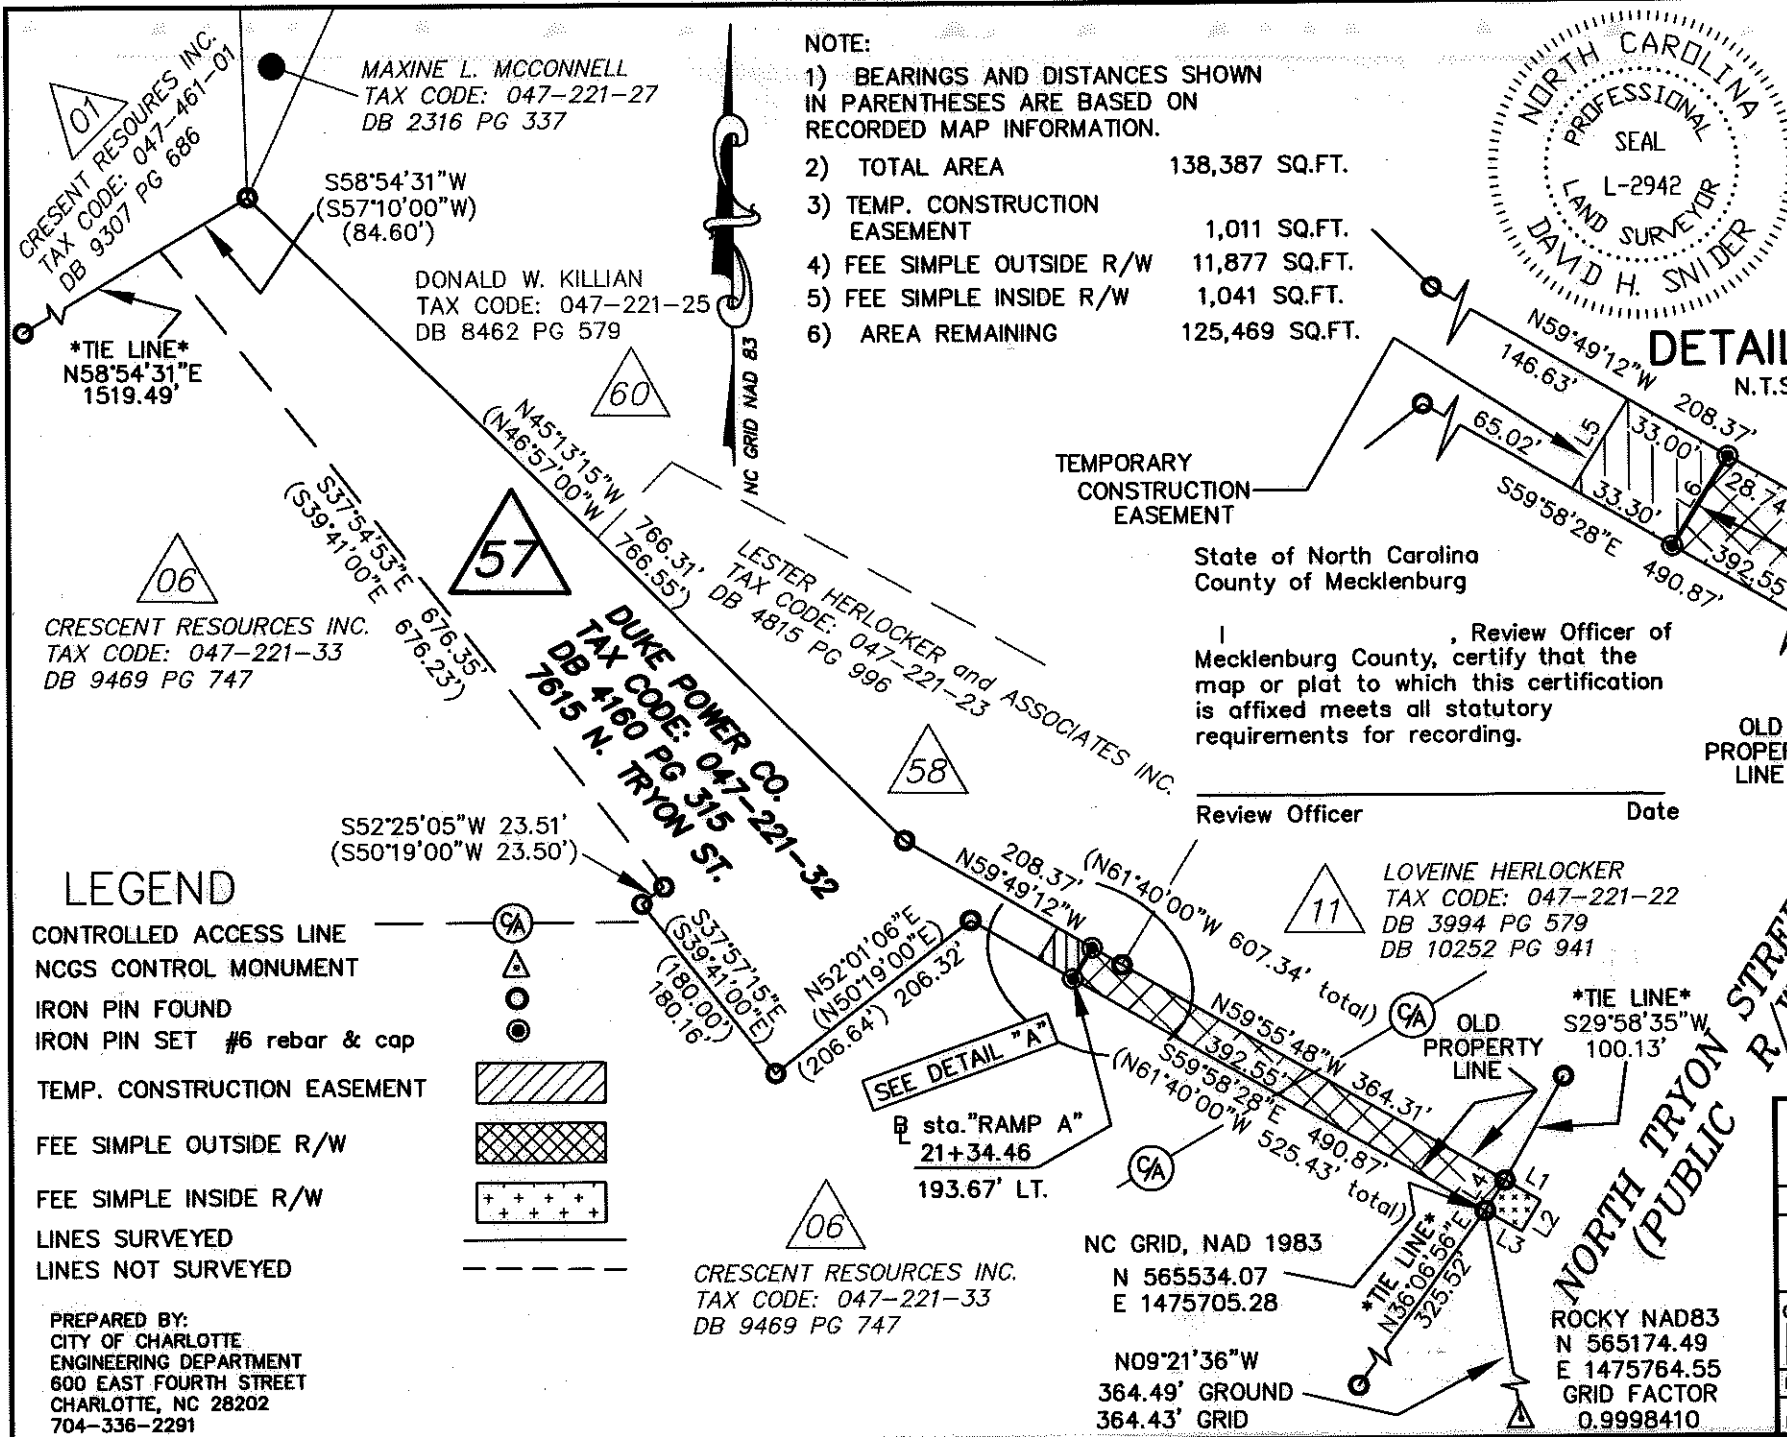 01
CRESENT RESOURES INC.
TAX CODE: 047-461-01
DB 9307 PG 686
MAXINE L. MCCONNELL
TAX CODE: 047-221-27
DB 2316 PG 337
S58°54'31"W
(S57°10'00"W)
(84.60')
*TIE LINE*
N58°54'31"E
1519.49'
DONALD W. KILLIAN
TAX CODE: 047-221-25
DB 8462 PG 579
60
NC GRID NAD 83
NOTE:
1) BEARINGS AND DISTANCES SHOWN
IN PARENTHESES ARE BASED ON
RECORDED MAP INFORMATION.
2) TOTAL AREA 138,387 SQ.FT.
3) TEMP. CONSTRUCTION
EASEMENT 1,011 SQ.FT.
4) FEE SIMPLE OUTSIDE R/W 11,877 SQ.FT.
5) FEE SIMPLE INSIDE R/W 1,041 SQ.FT.
6) AREA REMAINING 125,469 SQ.FT.
NORTH CAROLINA
PROFESSIONAL
SEAL
L-2942
LAND SURVEYOR
DAVID H. SNIDER
DETAIL
N.T.S
N59°49'12"W
146.63'
208.37'
L5
33.00'
65.02'
L6
28.74
33.30'
S59°58'28"E
392.55
490.87'
TEMPORARY
CONSTRUCTION
EASEMENT
State of North Carolina
County of Mecklenburg
I , Review Officer of
Mecklenburg County, certify that the
map or plat to which this certification
is affixed meets all statutory
requirements for recording.
Review Officer Date
OLD
PROPER
LINE
N45°13'15"W
(N46°57'00"W
766.31'
766.55')
S37°54'53"E 676.35'
(S39°41'00"E 676.23')
57
06
CRESCENT RESOURCES INC.
TAX CODE: 047-221-33
DB 9469 PG 747
DUKE POWER CO.
TAX CODE: 047-221-32
DB 4160 PG 315
7615 N. TRYON ST.
LESTER HERLOCKER and ASSOCIATES INC.
TAX CODE: 047-221-23
DB 4815 PG 996
58
S52°25'05"W 23.51'
(S50°19'00"W 23.50')
S37°57'15"E
(S39°41'00"E)
(180.00')
180.16'
N52°01'06"E
(N50°19'00"E)
(206.64') 206.32'
208.37'
N59°49'12"W
(N61°40'00"W 607.34' total)
11
LOVEINE HERLOCKER
TAX CODE: 047-221-22
DB 3994 PG 579
DB 10252 PG 941
C/A
N59°55'48"W 364.31'
392.55'
S59°58'28"E 490.87'
(N61°40'00"W 525.43' total)
OLD
PROPERTY
LINE
*TIE LINE*
S29°58'35"W
100.13'
NORTH TRYON STREE
(PUBLIC R/W
SEE DETAIL "A"
BL sta."RAMP A"
21+34.46
193.67' LT.
C/A
L4
L1
L2
L3
*TIE LINE*
N36°06'56"E
325.52'
LEGEND
CONTROLLED ACCESS LINE C/A
NCGS CONTROL MONUMENT
IRON PIN FOUND
IRON PIN SET #6 rebar & cap
TEMP. CONSTRUCTION EASEMENT
FEE SIMPLE OUTSIDE R/W
FEE SIMPLE INSIDE R/W
LINES SURVEYED
LINES NOT SURVEYED
06
CRESCENT RESOURCES INC.
TAX CODE: 047-221-33
DB 9469 PG 747
NC GRID, NAD 1983
N 565534.07
E 1475705.28
N09°21'36"W
364.49' GROUND
364.43' GRID
ROCKY NAD83
N 565174.49
E 1475764.55
GRID FACTOR
0.9998410
PREPARED BY:
CITY OF CHARLOTTE
ENGINEERING DEPARTMENT
600 EAST FOURTH STREET
CHARLOTTE, NC 28202
704-336-2291